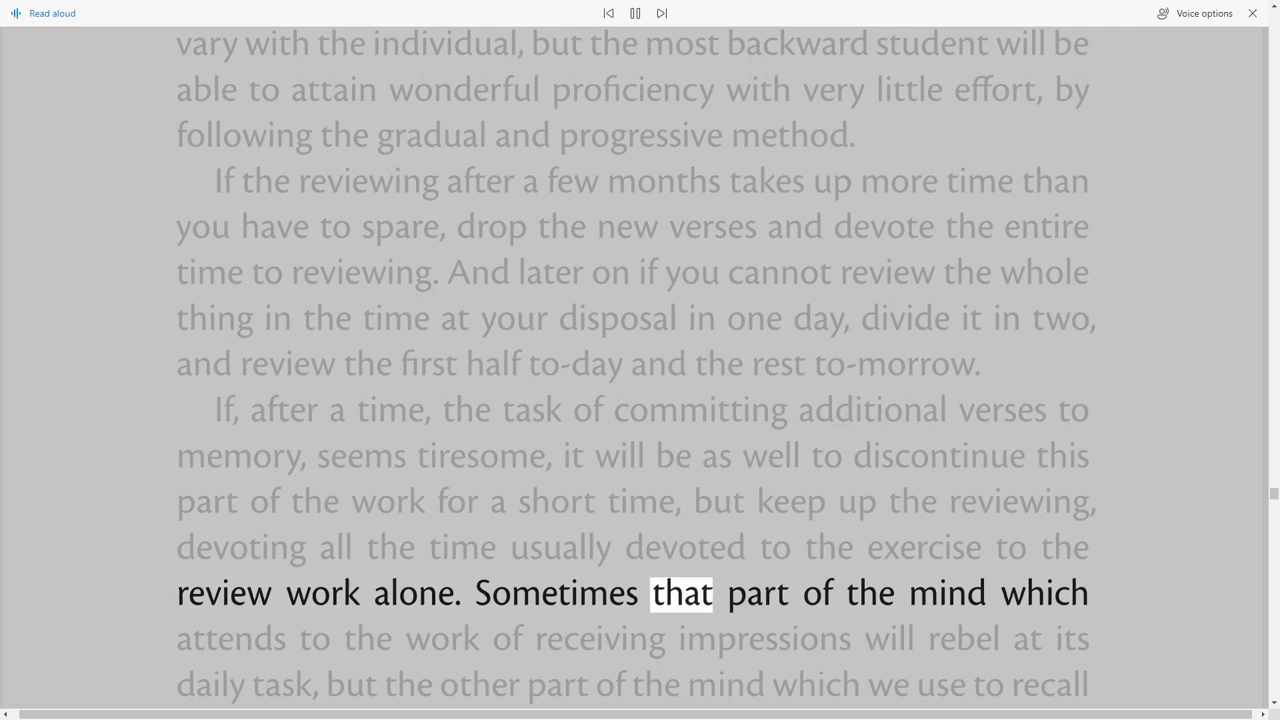 Read aloud
Voice options
vary with the individual, but the most backward student will be
able to attain wonderful proficiency with very little effort, by
following the gradual and progressive method.
If the reviewing after a few months takes up more time than
you have to spare, drop the new verses and devote the entire
time to reviewing. And later on if you cannot review the whole
thing in the time at your disposal in one day, divide it in two,
and review the first half to-day and the rest to-morrow.
If, after a time, the task of committing additional verses to
memory, seems tiresome, it will be as well to discontinue this
part of the work for a short time, but keep up the reviewing,
devoting all the time usually devoted to the exercise to the
review work alone. Sometimes that part of the mind which
attends to the work of receiving impressions will rebel at its
daily task, but the other part of the mind which we use to recall